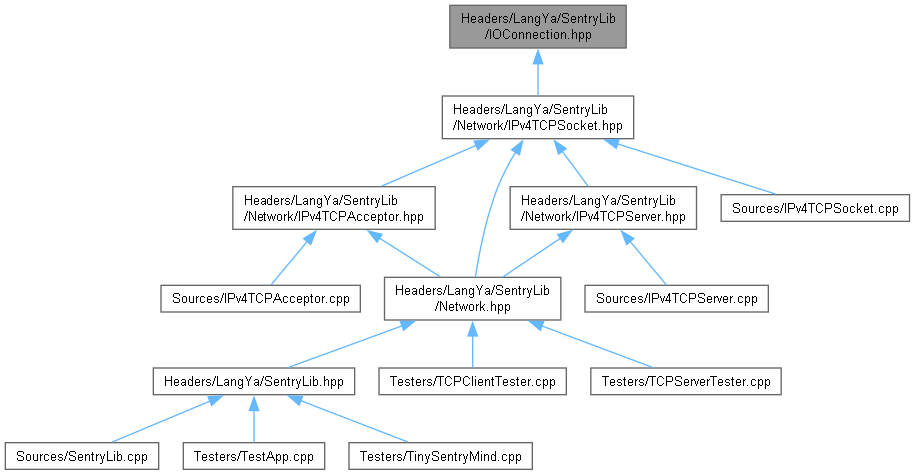 Headers/LangYa/SentryLib
/IOConnection.hpp
Headers/LangYa/SentryLib
/Network/IPv4TCPSocket.hpp
Headers/LangYa/SentryLib
/Network/IPv4TCPAcceptor.hpp
Headers/LangYa/SentryLib
/Network/IPv4TCPServer.hpp
Sources/IPv4TCPSocket.cpp
Sources/IPv4TCPAcceptor.cpp
Headers/LangYa/SentryLib
/Network.hpp
Sources/IPv4TCPServer.cpp
Headers/LangYa/SentryLib.hpp
Testers/TCPClientTester.cpp
Testers/TCPServerTester.cpp
Sources/SentryLib.cpp
Testers/TestApp.cpp
Testers/TinySentryMind.cpp